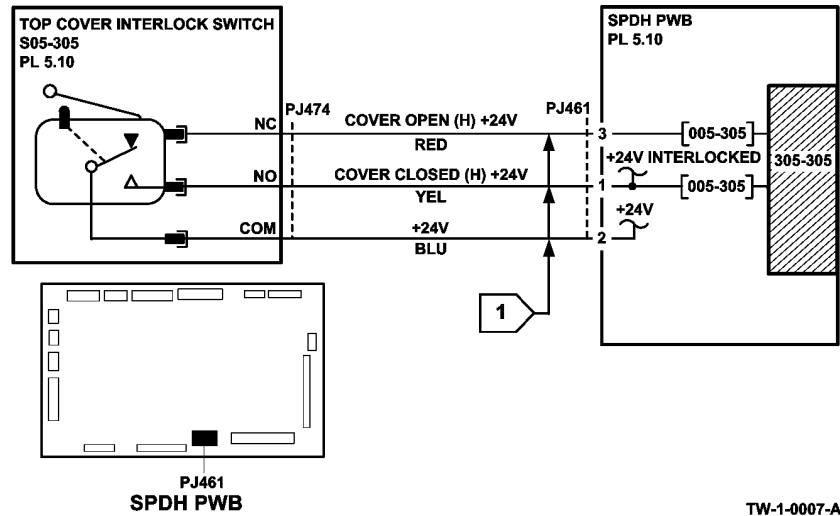 TOP COVER INTERLOCK SWITCH
S05-305
PL 5.10
SPDH PWB
PL 5.10
PJ474
PJ461
NC
COVER OPEN (H) +24V
RED
3
[005-305]
305-305
+24V INTERLOCKED
NO
COVER CLOSED (H) +24V
YEL
1
[005-305]
+24V
COM
+24V
BLU
2
1
PJ461
SPDH PWB
TW-1-0007-A